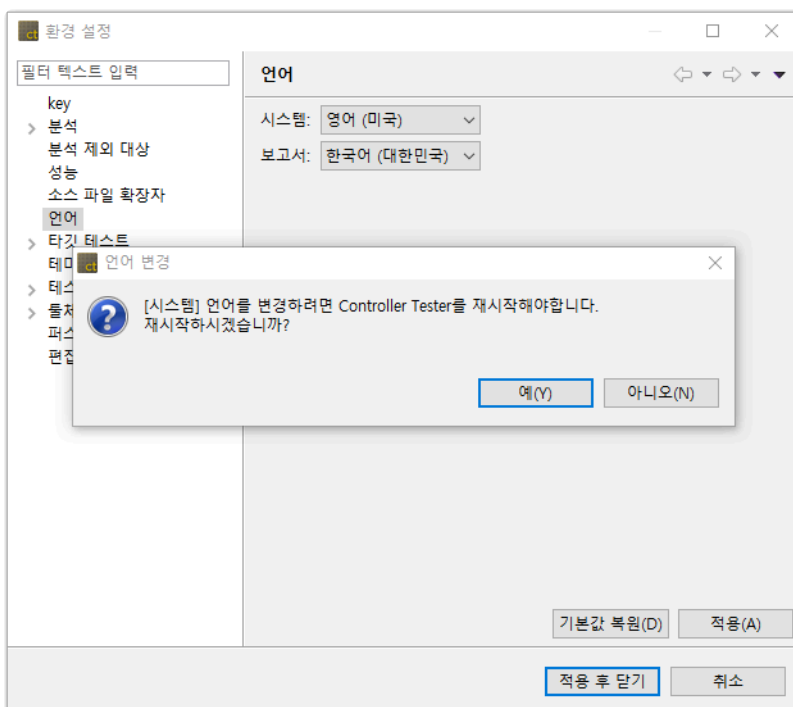 환경 설정
필터 텍스트 입력
key
분석
분석 제외 대상
성능
소스 파일 확장자
언어
타깃 테스트
언어
시스템: 영어 (미국)
보고서: 한국어 (대한민국)
언어 변경
[시스템] 언어를 변경하려면 Controller Tester를 재시작해야합니다.
재시작하시겠습니까?
예(Y) 아니오(N)
기본값 복원(D) 적용(A)
적용 후 닫기 취소